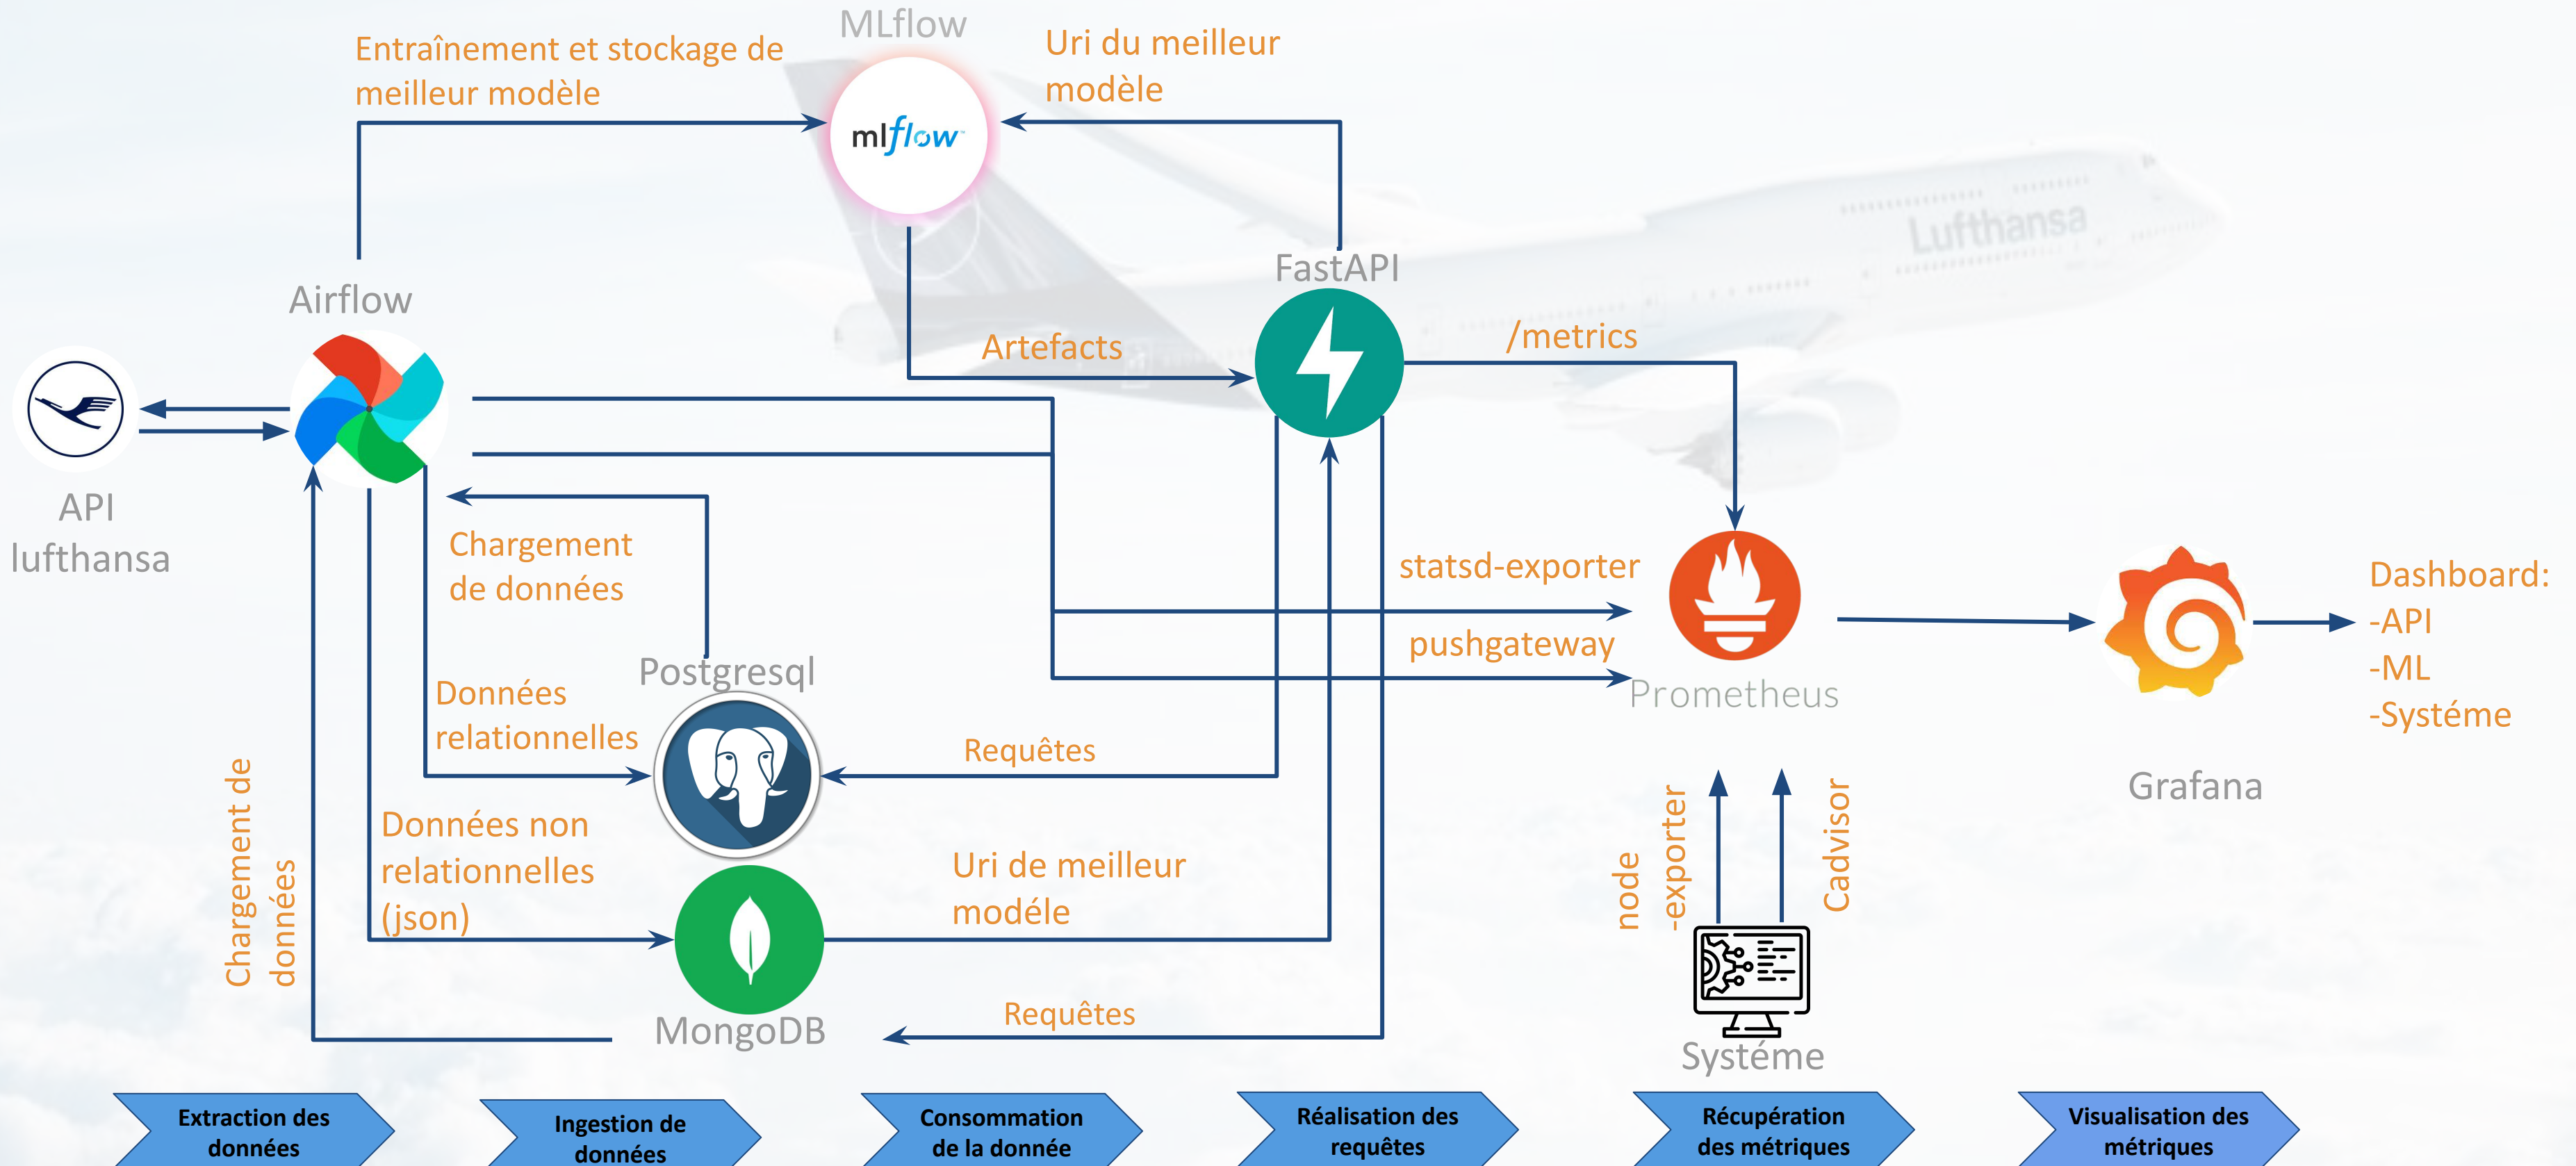 MLflow
Entraînement et stockage de
meilleur modèle
Uri du meilleur
modèle
mlflow
Lufthansa
FastAPI
Airflow
Artefacts
/metrics
API
lufthansa
Chargement
de données
statsd-exporter
pushgateway
Prometheus
Dashboard:
-API
-ML
-Systéme
Grafana
Postgresql
Données
relationnelles
Requêtes
Chargement de
données
Données non
relationnelles
(json)
Uri de meilleur
modéle
node
-exporter
Cadvisor
MongoDB
Requêtes
Systéme
Extraction des
données
Ingestion de
données
Consommation
de la donnée
Réalisation des
requêtes
Récupération
des métriques
Visualisation des
métriques